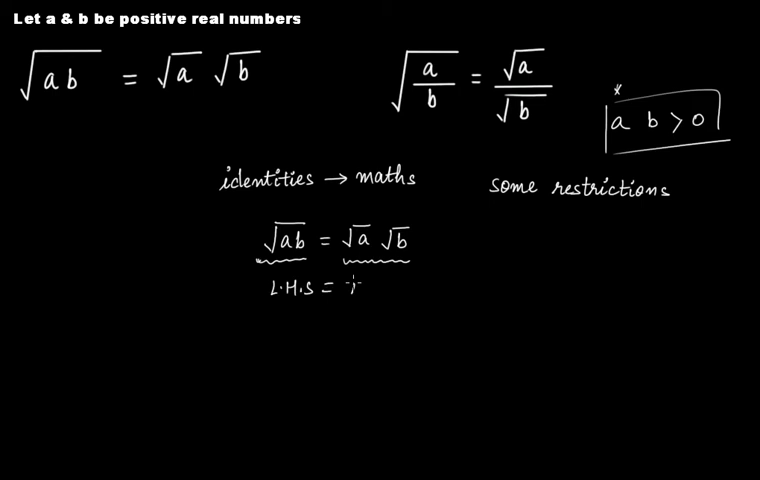 Let a & b be positive real numbers
√ab = √a √b
√(a/b) = √a/√b
*
a b > 0
identities → maths
some restrictions
√ab = √a √b
L.H.S =